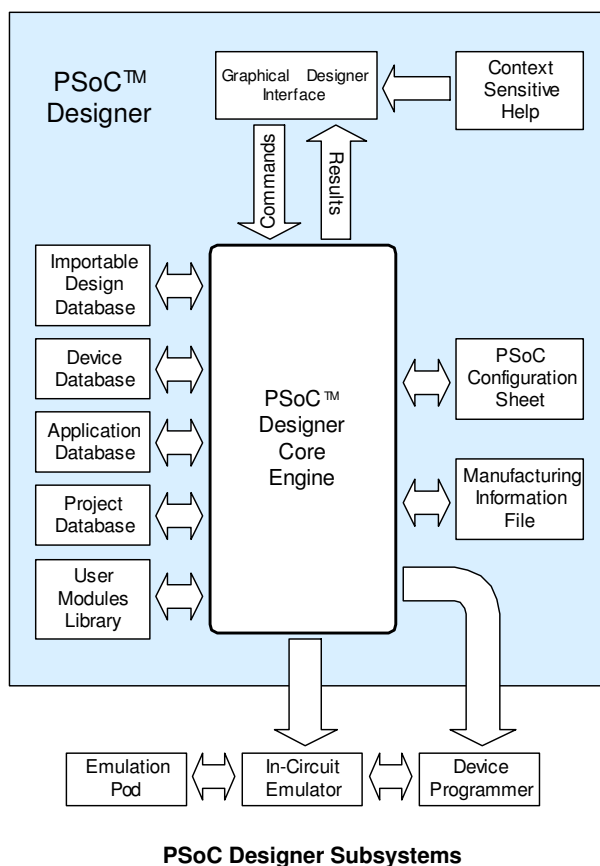 PSoC™
Designer
Graphical Designer
Interface
Context
Sensitive
Help
Commands
Results
Importable
Design
Database
Device
Database
Application
Database
Project
Database
User
Modules
Library
PSoC™
Designer
Core
Engine
PSoC
Configuration
Sheet
Manufacturing
Information
File
Emulation
Pod
In-Circuit
Emulator
Device
Programmer
PSoC Designer Subsystems